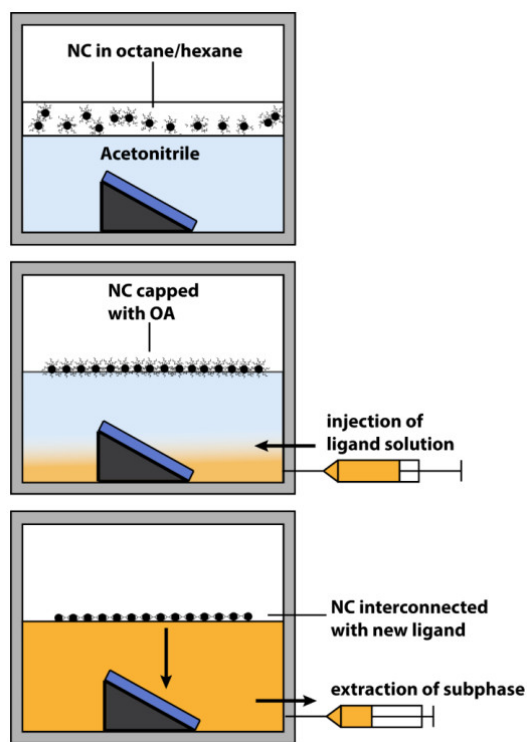 NC in octane/hexane
Acetonitrile
NC capped
with OA
injection of
ligand solution
NC interconnected
with new ligand
extraction of subphase